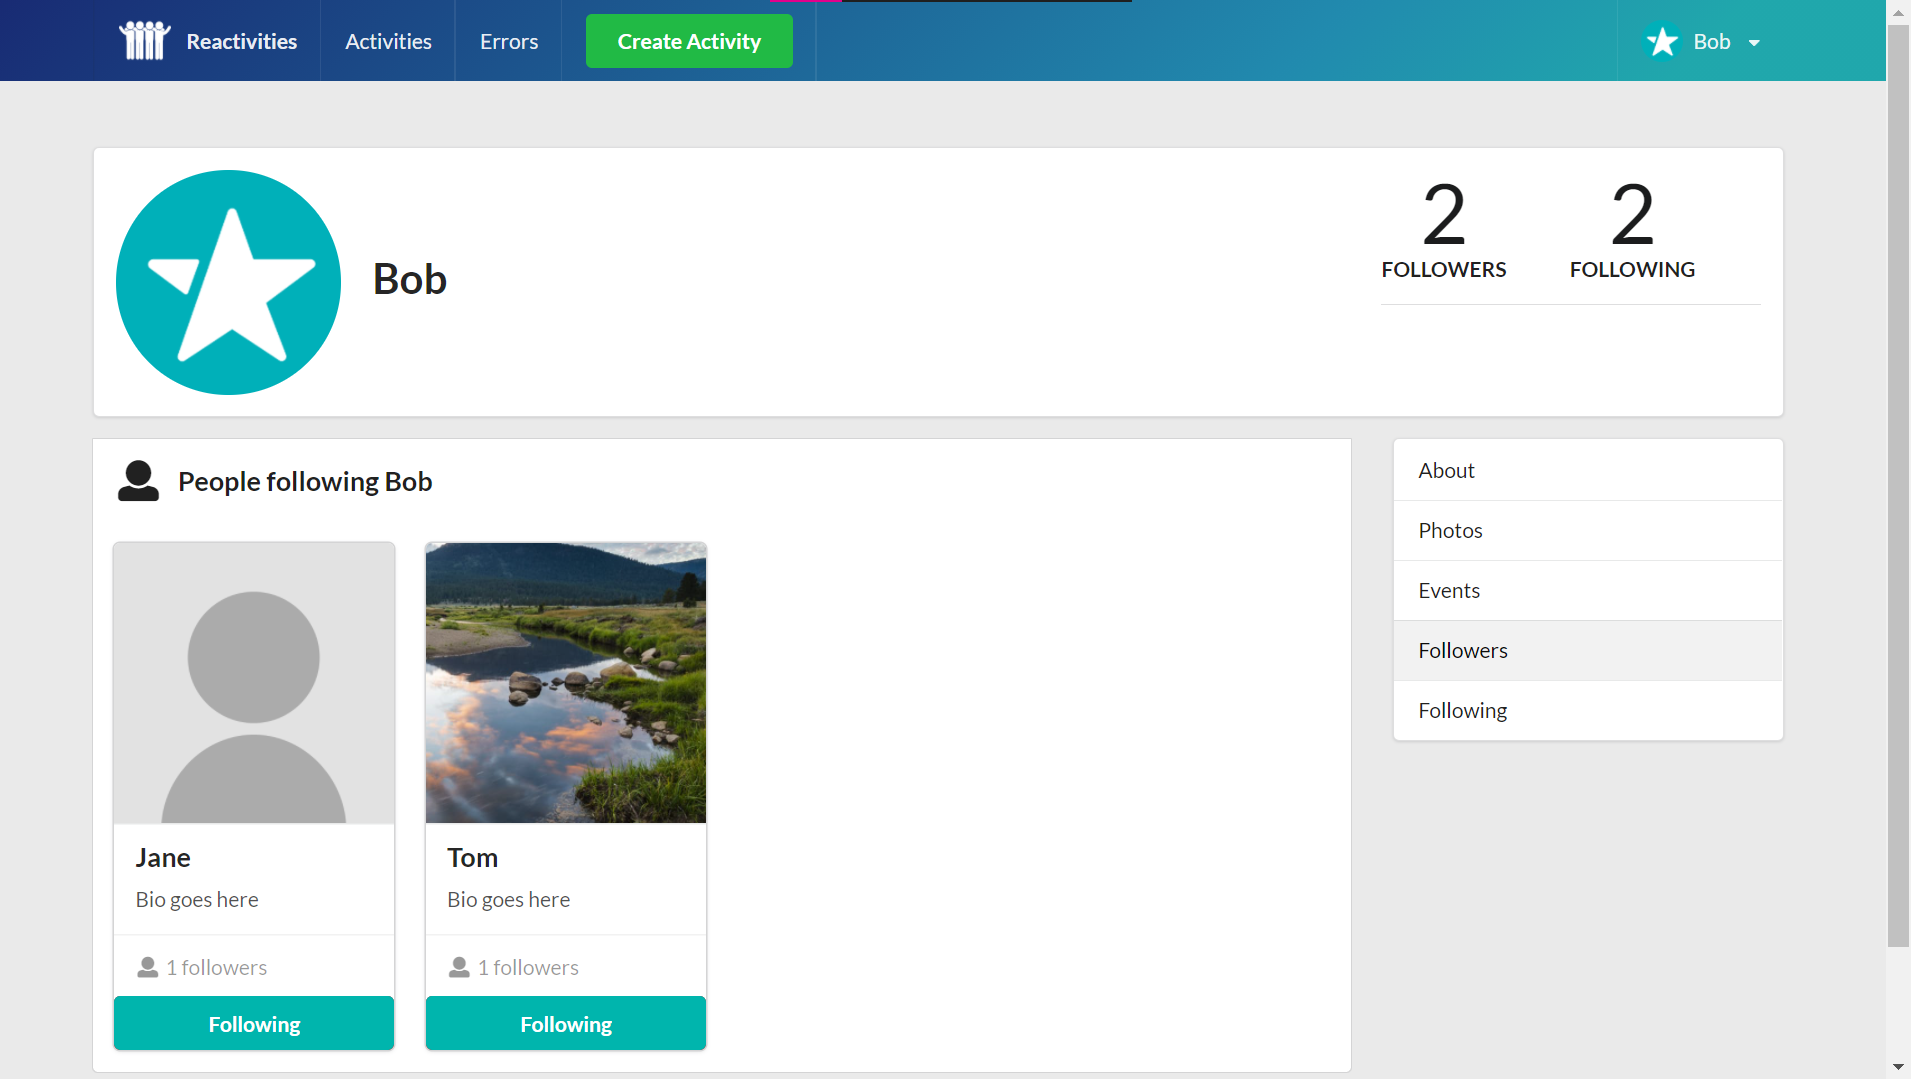 Reactivities
Activities
Errors
Create Activity
Bob
Bob
2
FOLLOWERS
2
FOLLOWING
People following Bob
Jane
Bio goes here
1 followers
Following
Tom
Bio goes here
1 followers
Following
About
Photos
Events
Followers
Following